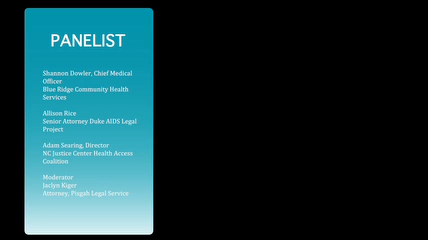 PANELIST
Shannon Dowler, Chief Medical
Officer
Blue Ridge Community Health
Services
Allison Rice
Senior Attorney Duke AIDS Legal
Project
Adam Searing, Director
NC Justice Center Health Access
Coalition
Moderator
Jaclyn Kiger
Attorney, Pisgah Legal Service